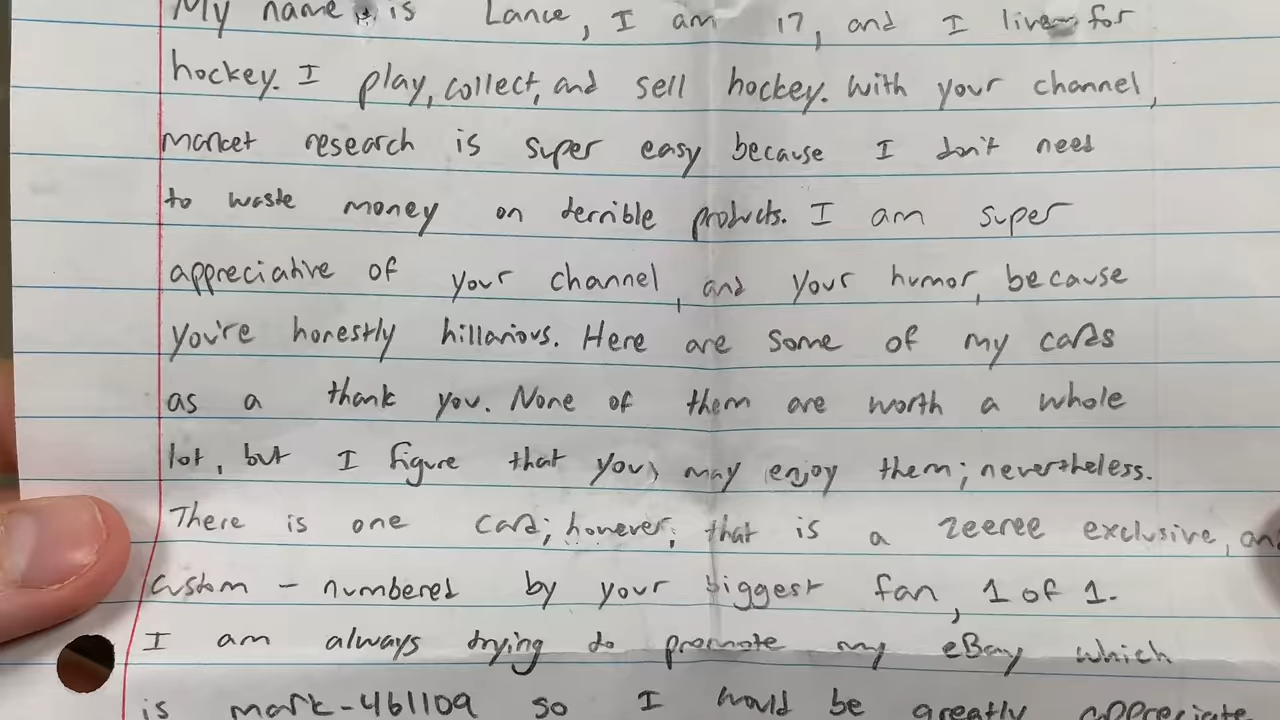 My name is Lance, I am 17, and I live for
hockey. I play, collect, and sell hockey. With your channel,
market research is super easy because I don't need
to waste money on terrible products. I am super
appreciative of your channel, and your humor, because
you're honestly hillarious. Here are some of my cards
as a thank you. None of them are worth a whole
lot, but I figure that you may enjoy them; nevertheless.
There is one card; however; that is a zeeree exclusive, and
custom - numbered by your biggest fan, 1 of 1.
I am always trying to promote my eBay which
is mark-461109 so I would be greatly appreciate